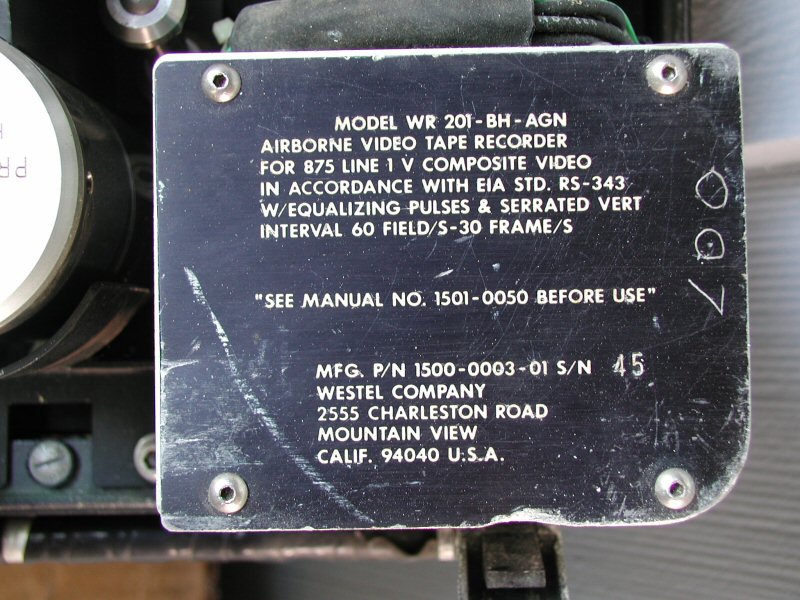 MODEL WR 201-BH-AGN
AIRBORNE VIDEO TAPE RECORDER
FOR 875 LINE 1 V COMPOSITE VIDEO
IN ACCORDANCE WITH EIA STD. RS-343
W/EQUALIZING PULSES & SERRATED VERT
INTERVAL 60 FIELD/S-30 FRAME/S
"SEE MANUAL NO. 1501-0050 BEFORE USE"
MFG. P/N 1500-0003-01 S/N 45
WESTEL COMPANY
2555 CHARLESTON ROAD
MOUNTAIN VIEW
CALIF. 94040 U.S.A.
PR